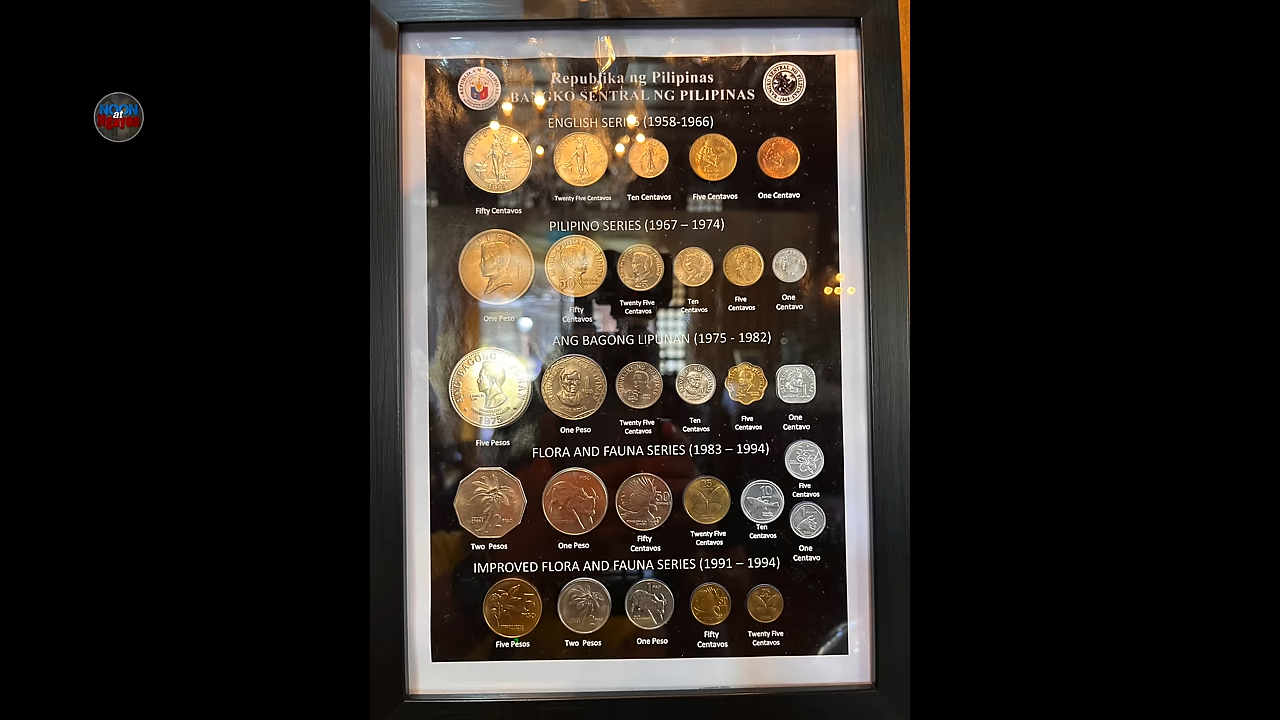 NOON
at
Ngayon
Republika ng Pilipinas
BANGKO SENTRAL NG PILIPINAS
ENGLISH SERIES (1958-1966)
Fifty Centavos
Twenty Five Centavos
Ten Centavos
Five Centavos
One Centavo
PILIPINO SERIES (1967 – 1974)
One Peso
Fifty
Centavos
Twenty Five
Centavos
Ten
Centavos
Five
Centavos
One
Centavo
ANG BAGONG LIPUNAN (1975 - 1982)
Five Pesos
One Peso
Twenty Five
Centavos
Ten
Centavos
Five
Centavos
One
Centavo
FLORA AND FAUNA SERIES (1983 – 1994)
Two Pesos
One Peso
Fifty
Centavos
Twenty Five
Centavos
Ten
Centavos
Five
Centavos
One
Centavo
IMPROVED FLORA AND FAUNA SERIES (1991 – 1994)
Five Pesos
Two Pesos
One Peso
Fifty
Centavos
Twenty Five
Centavos